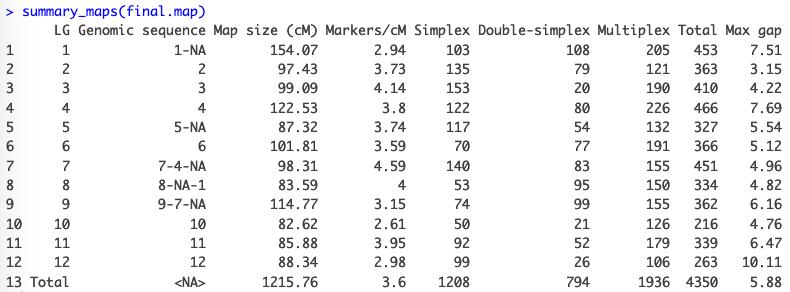 > summary_maps(final.map)
LG Genomic sequence Map size (cM) Markers/cM Simplex Double-simplex Multiplex Total Max gap
1 1 1-NA 154.07 2.94 103 108 205 453 7.51
2 2 2 97.43 3.73 135 79 121 363 3.15
3 3 3 99.09 4.14 153 20 190 410 4.22
4 4 4 122.53 3.8 122 80 226 466 7.69
5 5 5-NA 87.32 3.74 117 54 132 327 5.54
6 6 6 101.81 3.59 70 77 191 366 5.12
7 7 7-4-NA 98.31 4.59 140 83 155 451 4.96
8 8 8-NA-1 83.59 4 53 95 150 334 4.82
9 9 9-7-NA 114.77 3.15 74 99 155 362 6.16
10 10 10 82.62 2.61 50 21 126 216 4.76
11 11 11 85.88 3.95 92 52 179 339 6.47
12 12 12 88.34 2.98 99 26 106 263 10.11
13 Total <NA> 1215.76 3.6 1208 794 1936 4350 5.88